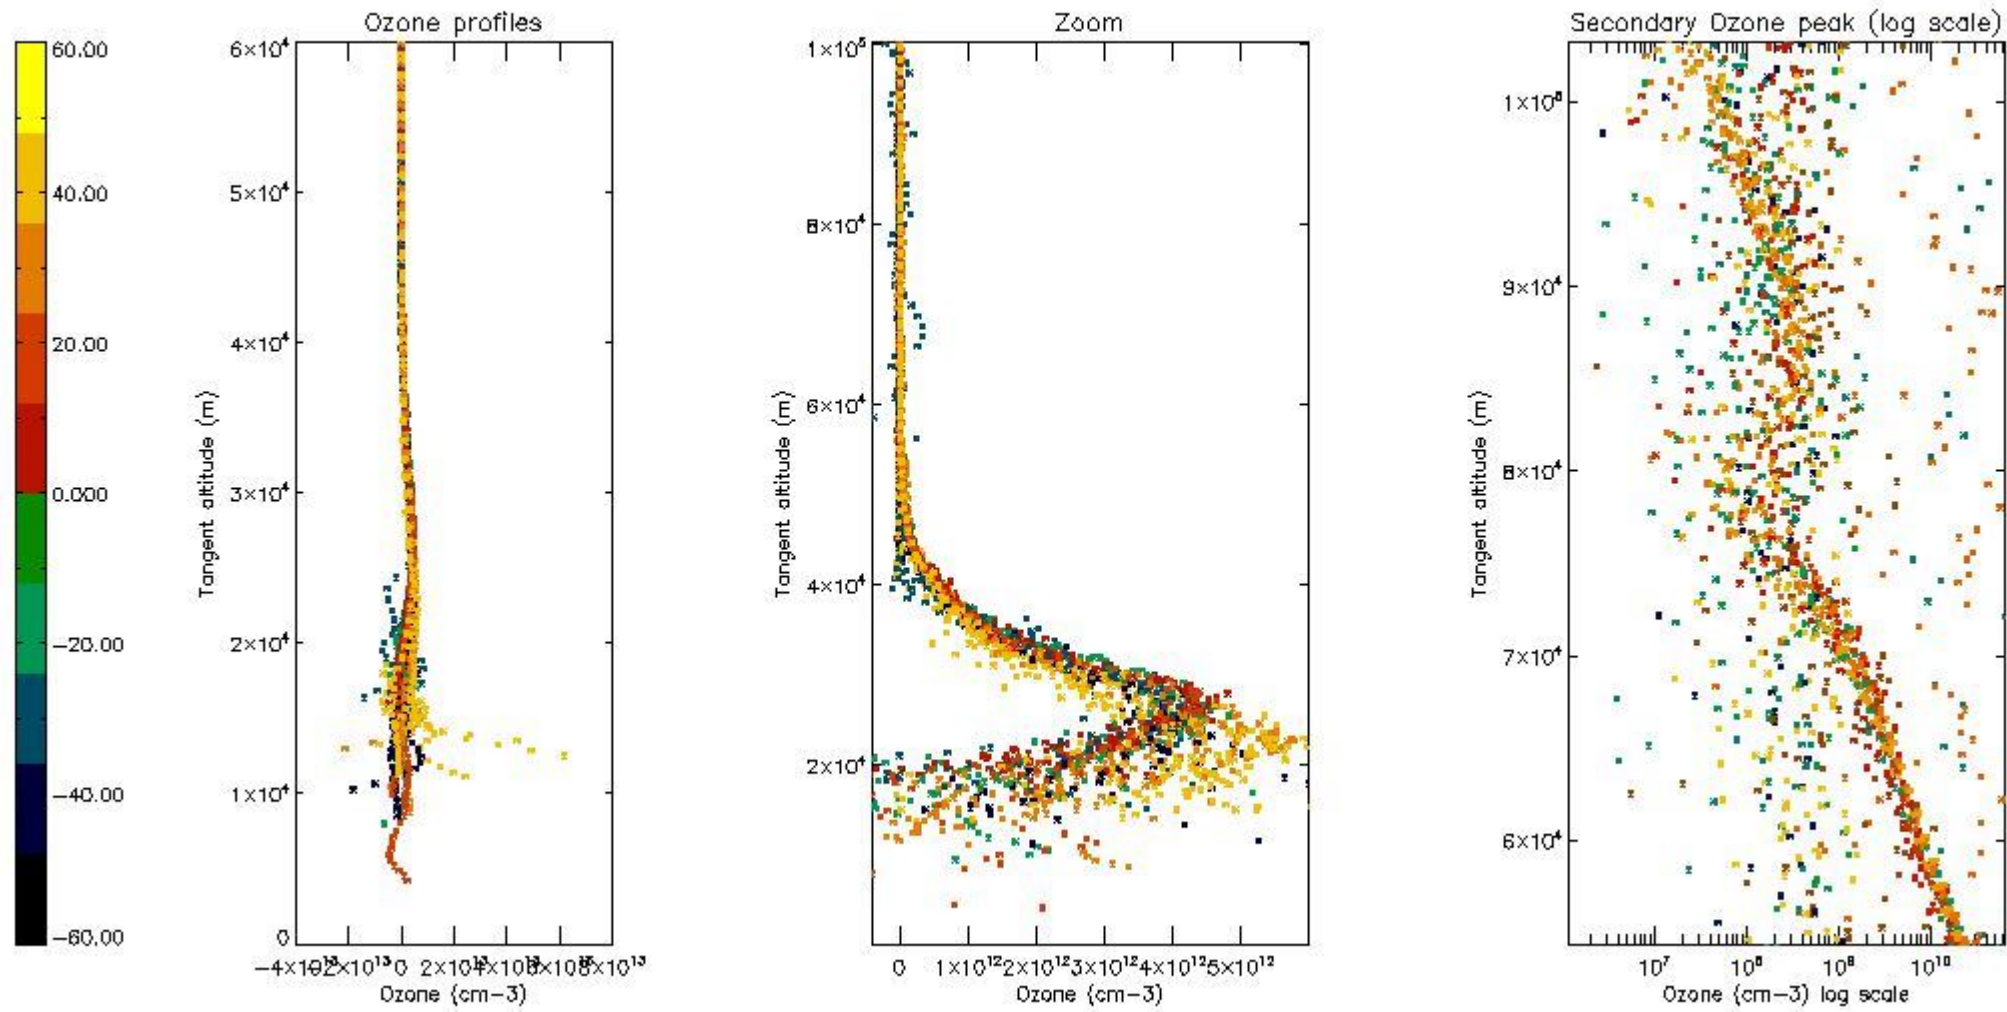 Ozone profiles
Zoom
Secondary Ozone peak (log scale)
60.00
40.00
20.00
0.000
−20.00
−40.00
−60.00
6×10⁴
5×10⁴
4×10⁴
3×10⁴
2×10⁴
1×10⁴
0
Tangent altitude (m)
0
Ozone (cm−3)
1×10⁵
8×10⁴
6×10⁴
4×10⁴
2×10⁴
Tangent altitude (m)
0 1×10¹² 2×10¹² 3×10¹² 4×10¹² 5×10¹²
Ozone (cm−3)
1×10⁵
9×10⁴
8×10⁴
7×10⁴
6×10⁴
Tangent altitude (m)
10⁷ 10⁸ 10⁹ 10¹⁰
Ozone (cm−3) log scale